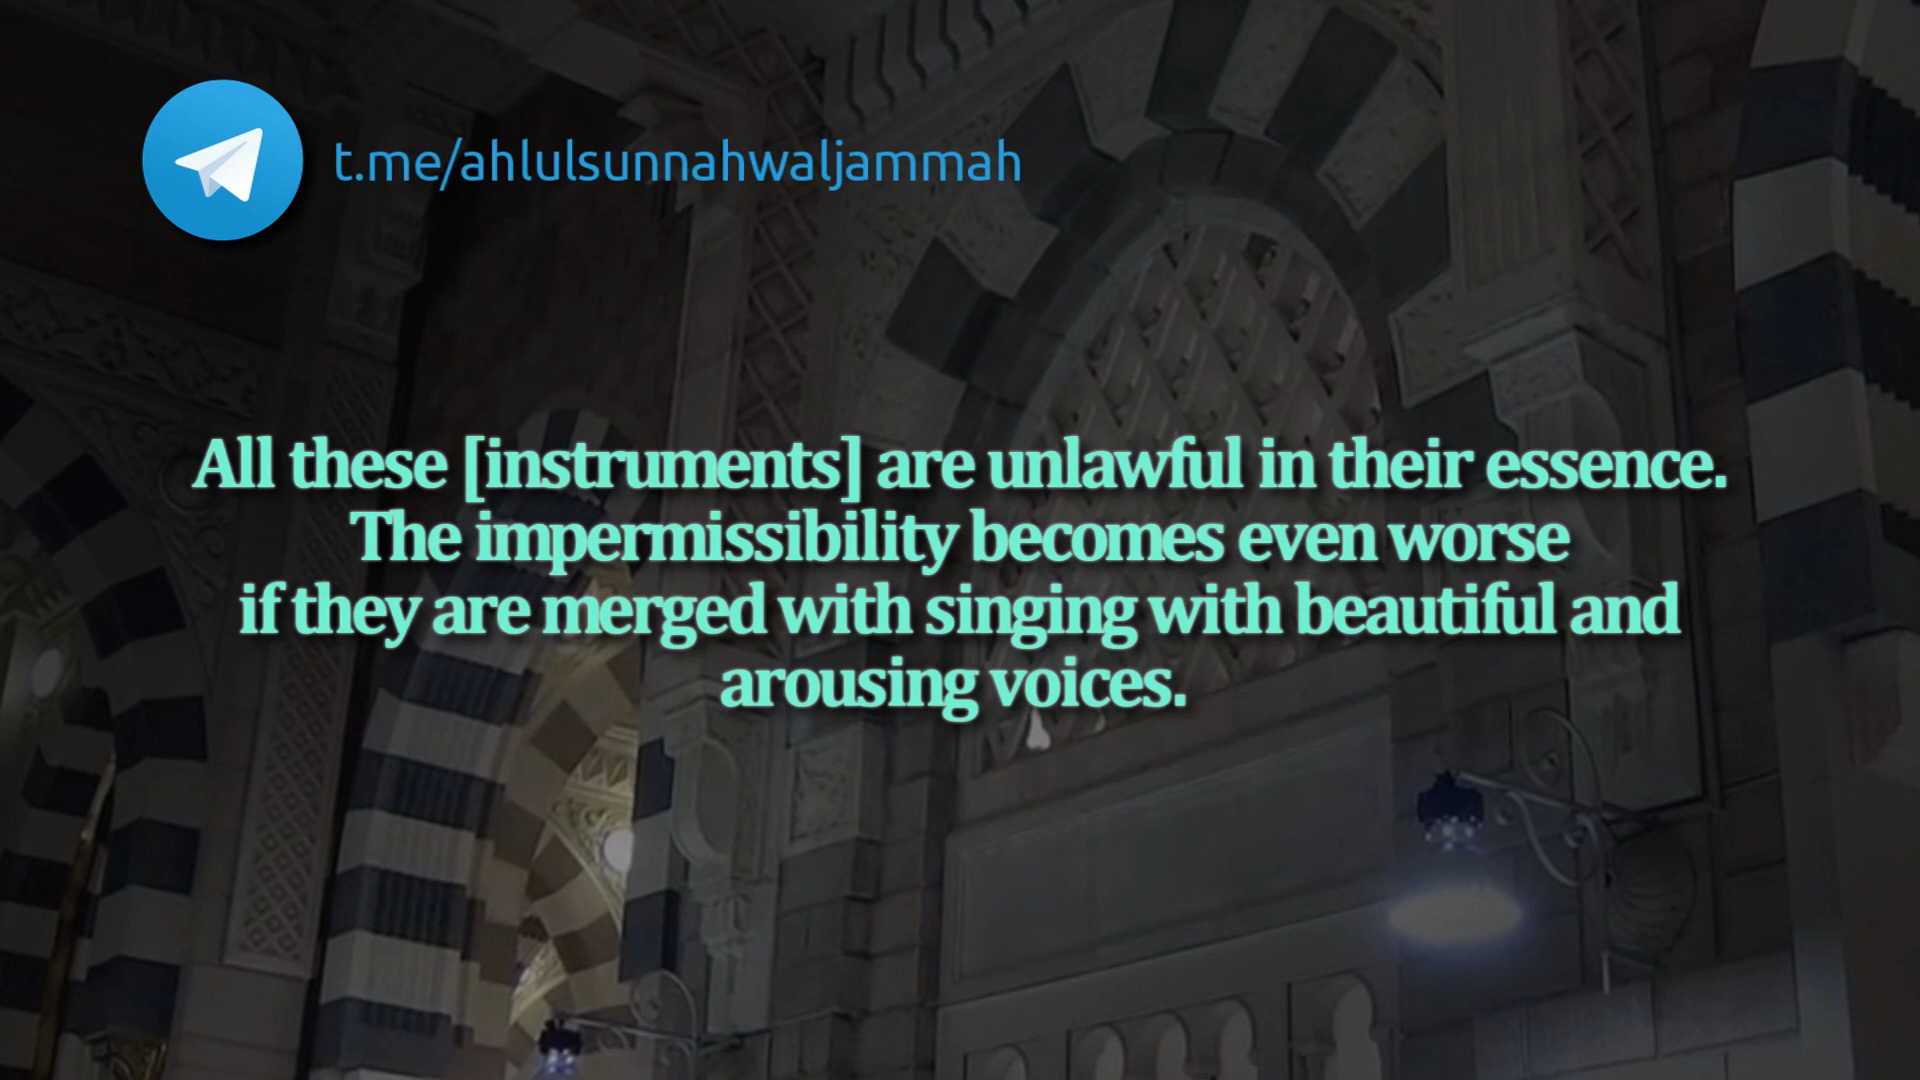 t.me/ahlulsunnahwaljammah
All these [instruments] are unlawful in their essence.
The impermissibility becomes even worse
if they are merged with singing with beautiful and
arousing voices.